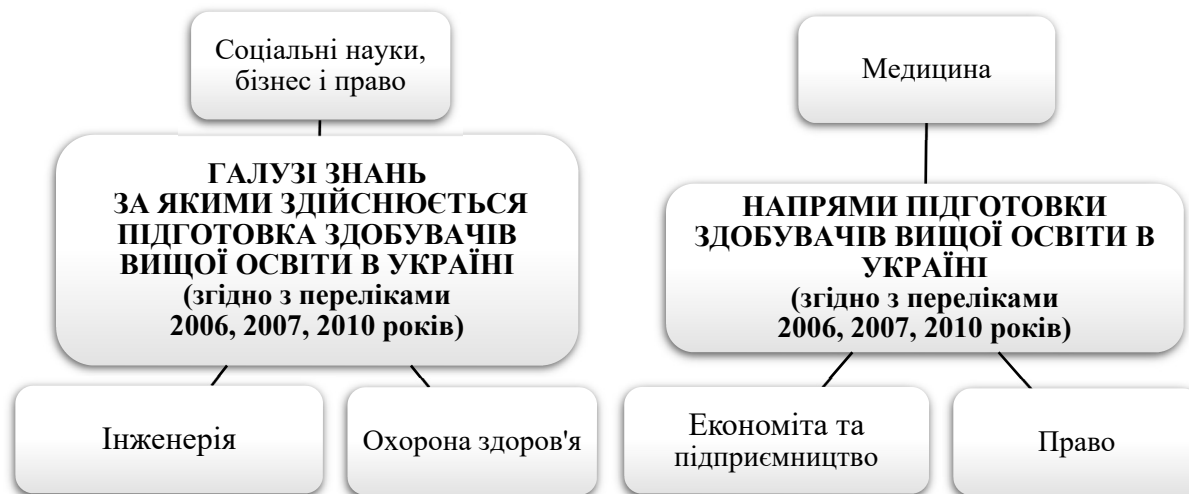 Соціальні науки,
бізнес і право
ГАЛУЗІ ЗНАНЬ
ЗА ЯКИМИ ЗДІЙСНЮЄТЬСЯ
ПІДГОТОВКА ЗДОБУВАЧІВ
ВИЩОЇ ОСВІТИ В УКРАЇНІ
(згідно з переліками
2006, 2007, 2010 років)
Інженерія
Охорона здоров'я
Медицина
НАПРЯМИ ПІДГОТОВКИ
ЗДОБУВАЧІВ ВИЩОЇ ОСВІТИ В
УКРАЇНІ
(згідно з переліками
2006, 2007, 2010 років)
Економіта та
підприємництво
Право